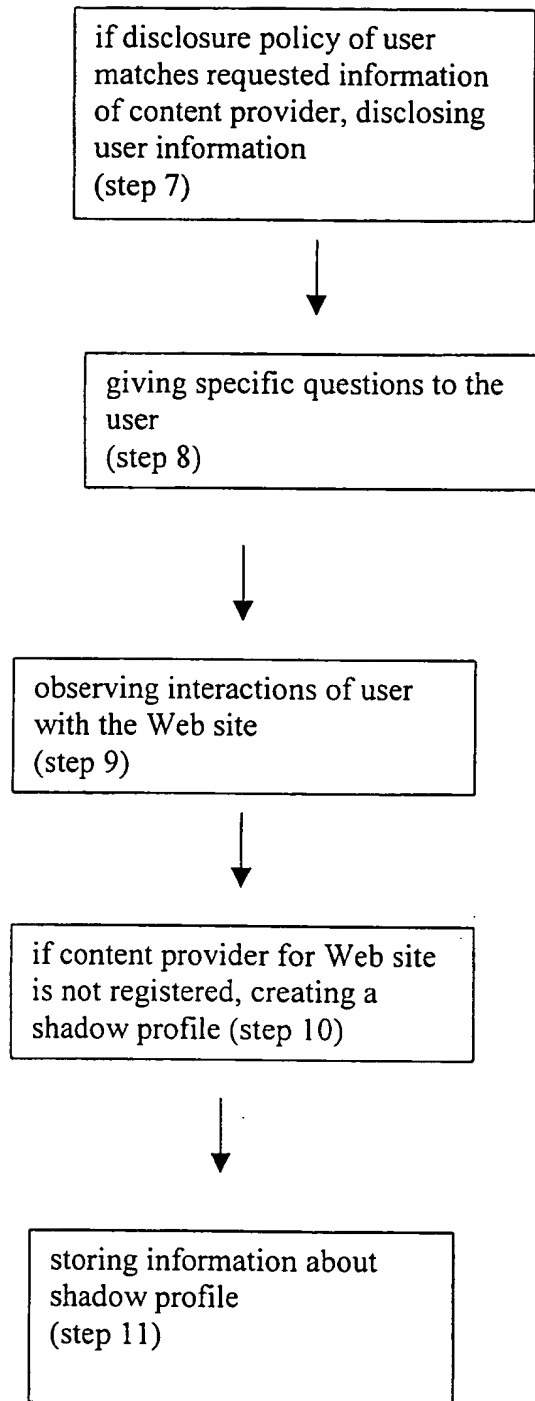 if disclosure policy of user
matches requested information
of content provider, disclosing
user information
(step 7)
giving specific questions to the
user
(step 8)
observing interactions of user
with the Web site
(step 9)
if content provider for Web site
is not registered, creating a
shadow profile (step 10)
storing information about
shadow profile
(step 11)